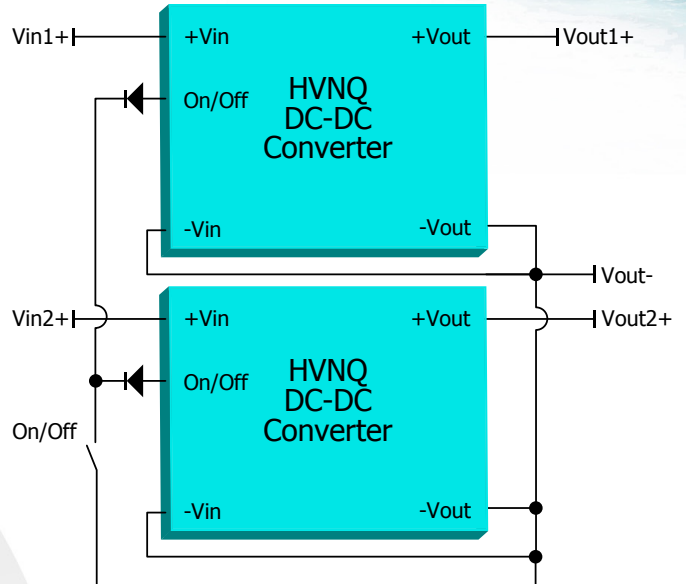 Vin1+
+Vin
+Vout
Vout1+
On/Off
HVNQ
DC-DC
Converter
-Vin
-Vout
Vout-
Vin2+
+Vin
+Vout
Vout2+
On/Off
HVNQ
DC-DC
Converter
On/Off
-Vin
-Vout